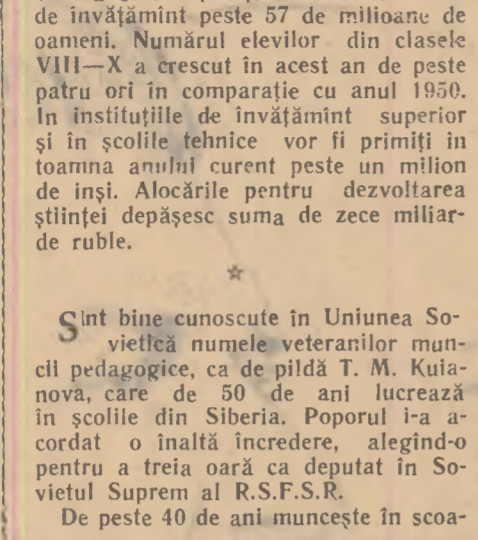 de învățămînt peste 57 de milioane de
oameni. Numărul elevilor din clasele
VIII—X a crescut în acest an de peste
patru ori în comparație cu anul 1950.
In instituțiile de învățămînt superior
și în școlile tehnice vor fi primiți în
toamna anului curent peste un milion
de inși. Alocările pentru dezvoltarea
științei depășesc suma de zece miliar-
de ruble.
☆
Sînt bine cunoscute în Uniunea So-
vietică numele veteranilor mun-
cii pedagogice, ca de pildă T. M. Kuia-
nova, care de 50 de ani lucrează
în școlile din Siberia. Poporul i-a a-
cordat o înaltă încredere, alegînd-o
pentru a treia oară ca deputat în So-
vietul Suprem al R.S.F.S.R.
De peste 40 de ani muncește în scoa-